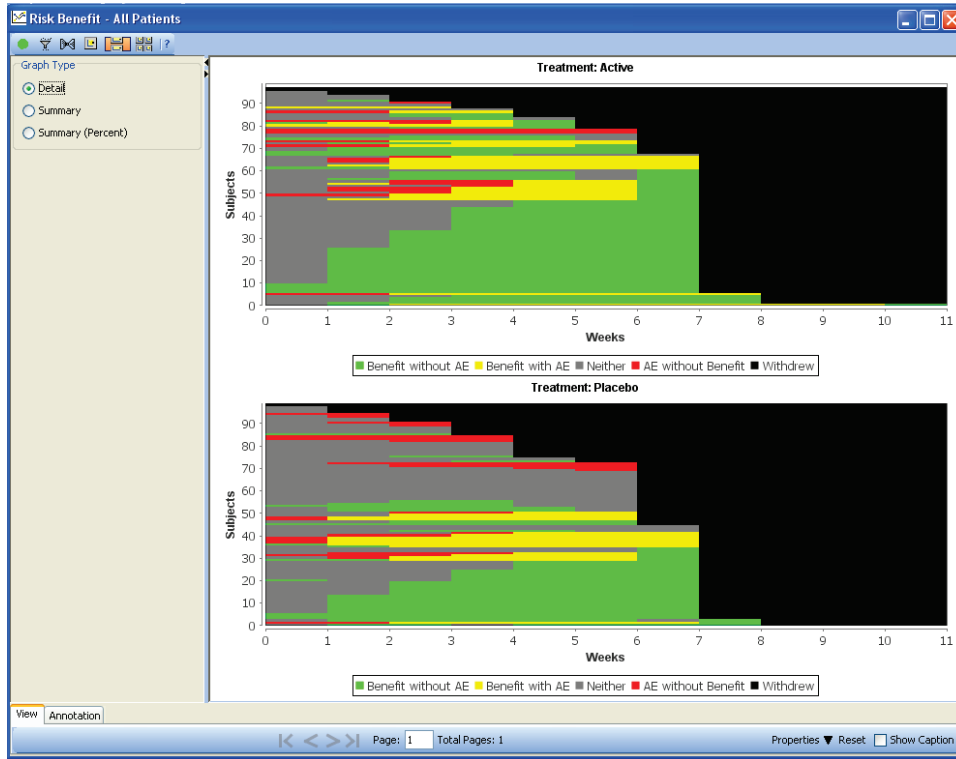 Risk Benefit - All Patients
?
Graph Type
Detail
Summary
Summary (Percent)
Treatment: Active
Subjects
90
80
70
60
50
40
30
20
10
0
0 1 2 3 4 5 6 7 8 9 10 11
Weeks
Benefit without AE Benefit with AE Neither AE without Benefit Withdrew
Treatment: Placebo
Subjects
90
80
70
60
50
40
30
20
10
0
0 1 2 3 4 5 6 7 8 9 10 11
Weeks
Benefit without AE Benefit with AE Neither AE without Benefit Withdrew
View Annotation
Page: 1 Total Pages: 1 Properties ▼ Reset Show Caption